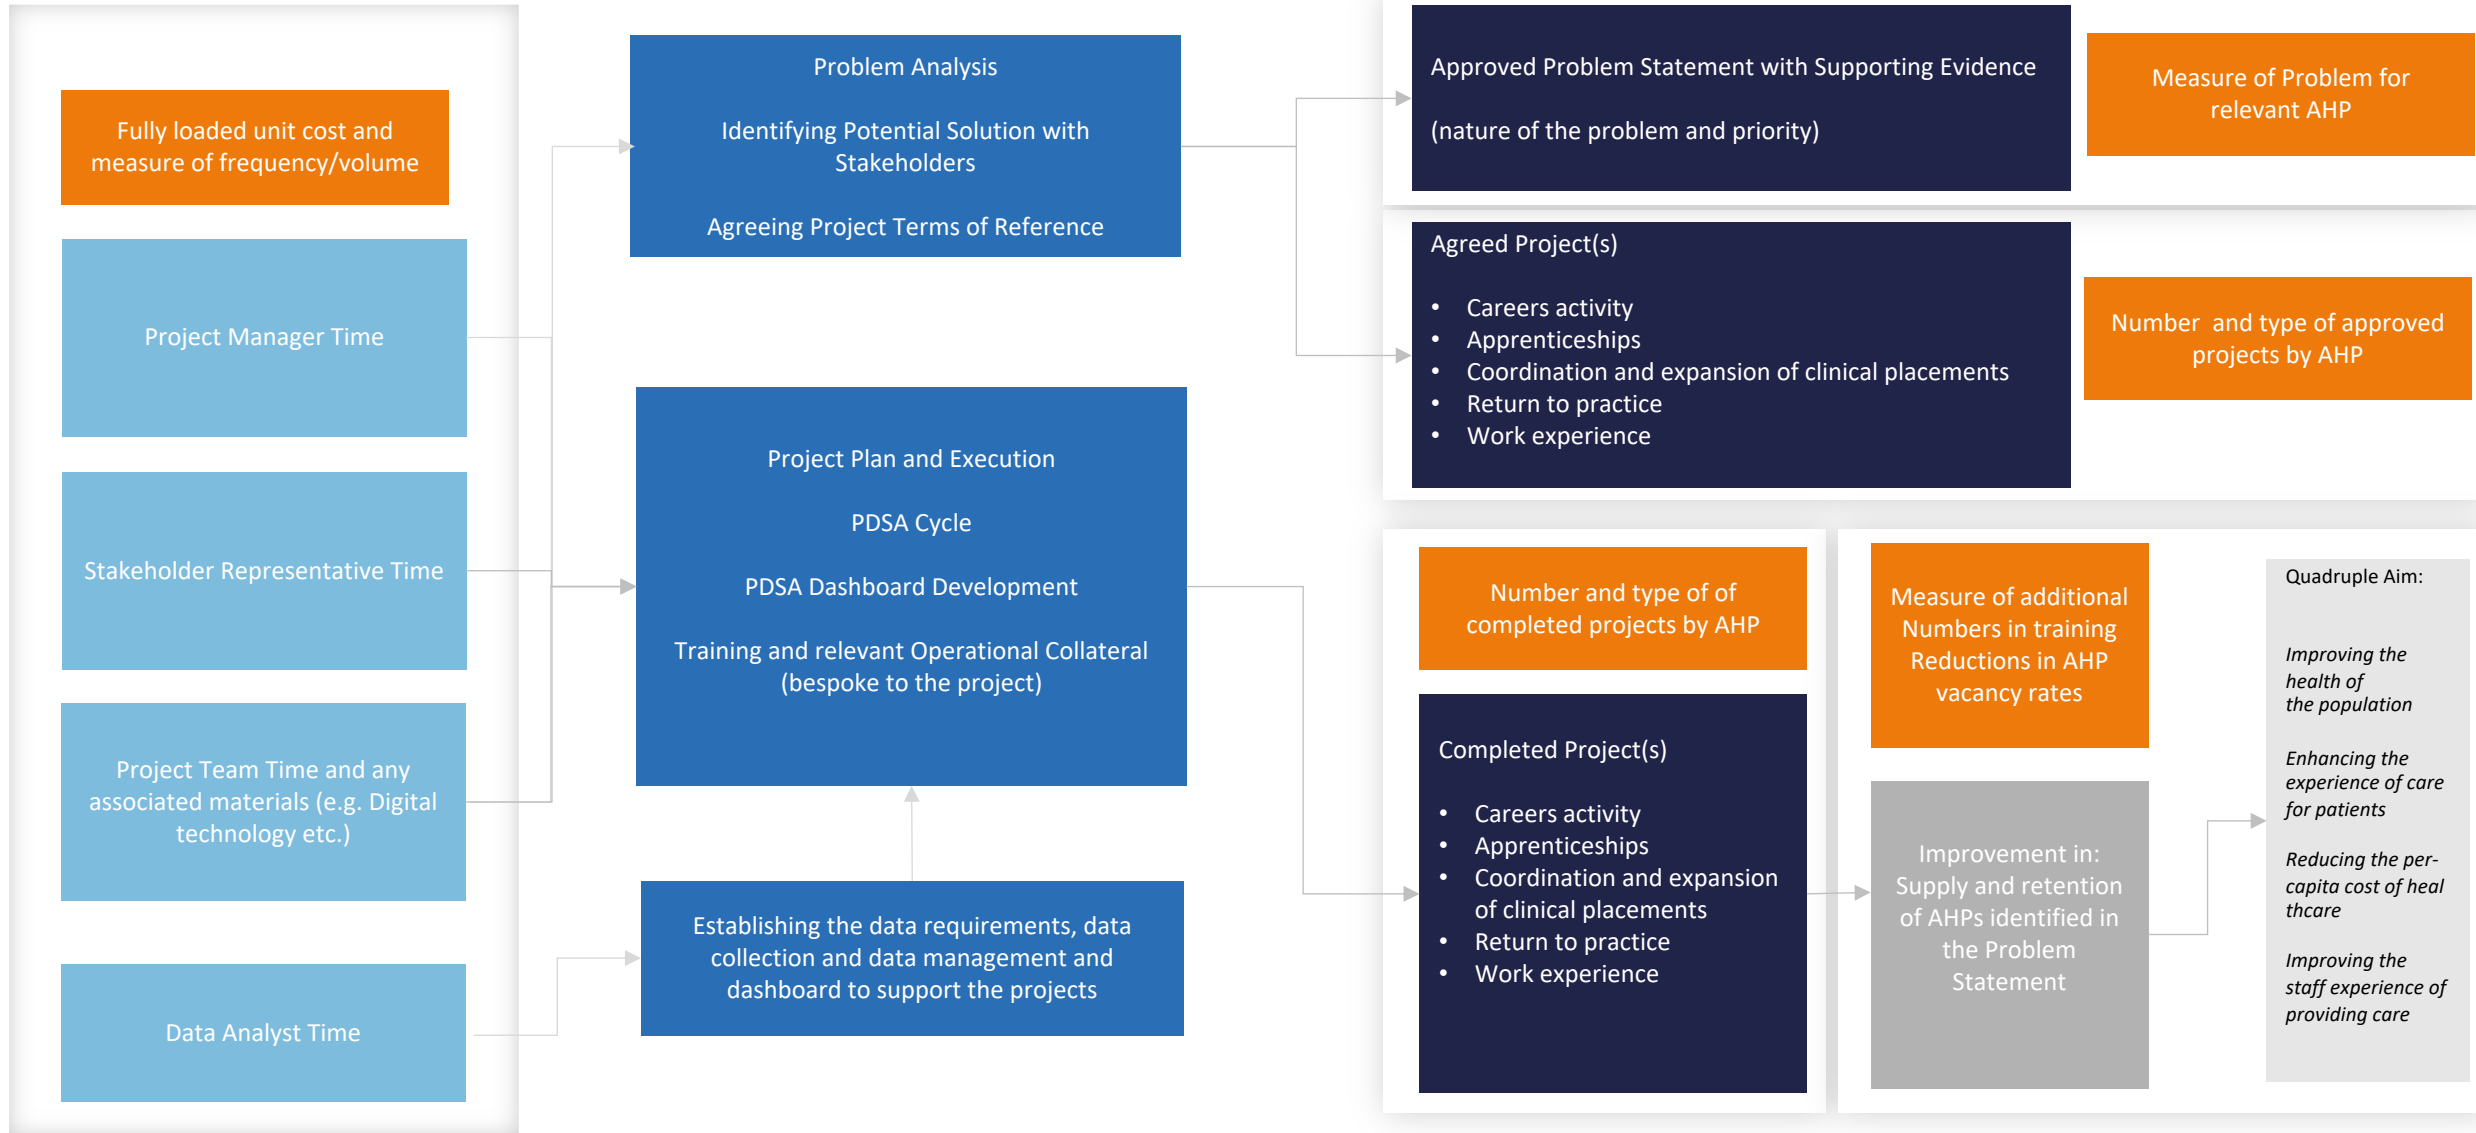 Fully loaded unit cost and
measure of frequency/volume
Project Manager Time
Stakeholder Representative Time
Project Team Time and any
associated materials (e.g. Digital
technology etc.)
Data Analyst Time
Problem Analysis
Identifying Potential Solution with
Stakeholders
Agreeing Project Terms of Reference
Project Plan and Execution
PDSA Cycle
PDSA Dashboard Development
Training and relevant Operational Collateral
(bespoke to the project)
Establishing the data requirements, data
collection and data management and
dashboard to support the projects
Approved Problem Statement with Supporting Evidence
(nature of the problem and priority)
Measure of Problem for
relevant AHP
Agreed Project(s)
• Careers activity
• Apprenticeships
• Coordination and expansion of clinical placements
• Return to practice
• Work experience
Number  and type of approved
projects by AHP
Number and type of of
completed projects by AHP
Completed Project(s)
• Careers activity
• Apprenticeships
• Coordination and expansion
of clinical placements
• Return to practice
• Work experience
Measure of additional
Numbers in training
Reductions in AHP
vacancy rates
Improvement in:
Supply and retention
of AHPs identified in
the Problem
Statement
Quadruple Aim:
Improving the
health of
the population
Enhancing the
experience of care
for patients
Reducing the per-
capita cost of heal
thcare
Improving the
staff experience of
providing care